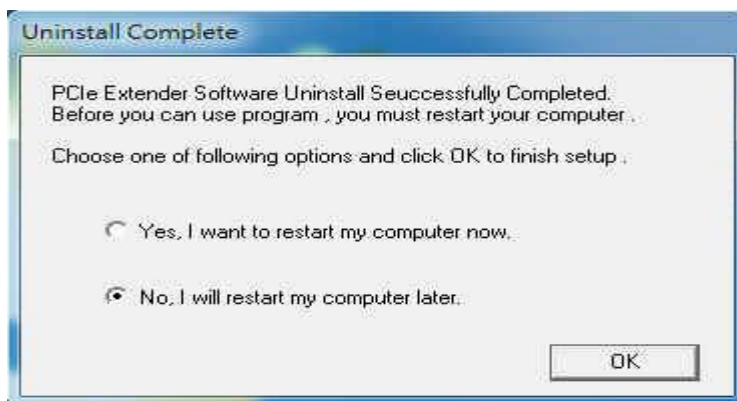 Uninstall Complete
PCIe Extender Software Uninstall Seuccessfully Completed.
Before you can use program , you must restart your computer .
Choose one of following options and click OK to finish setup .
Yes, I want to restart my computer now.
No, I will restart my computer later.
OK